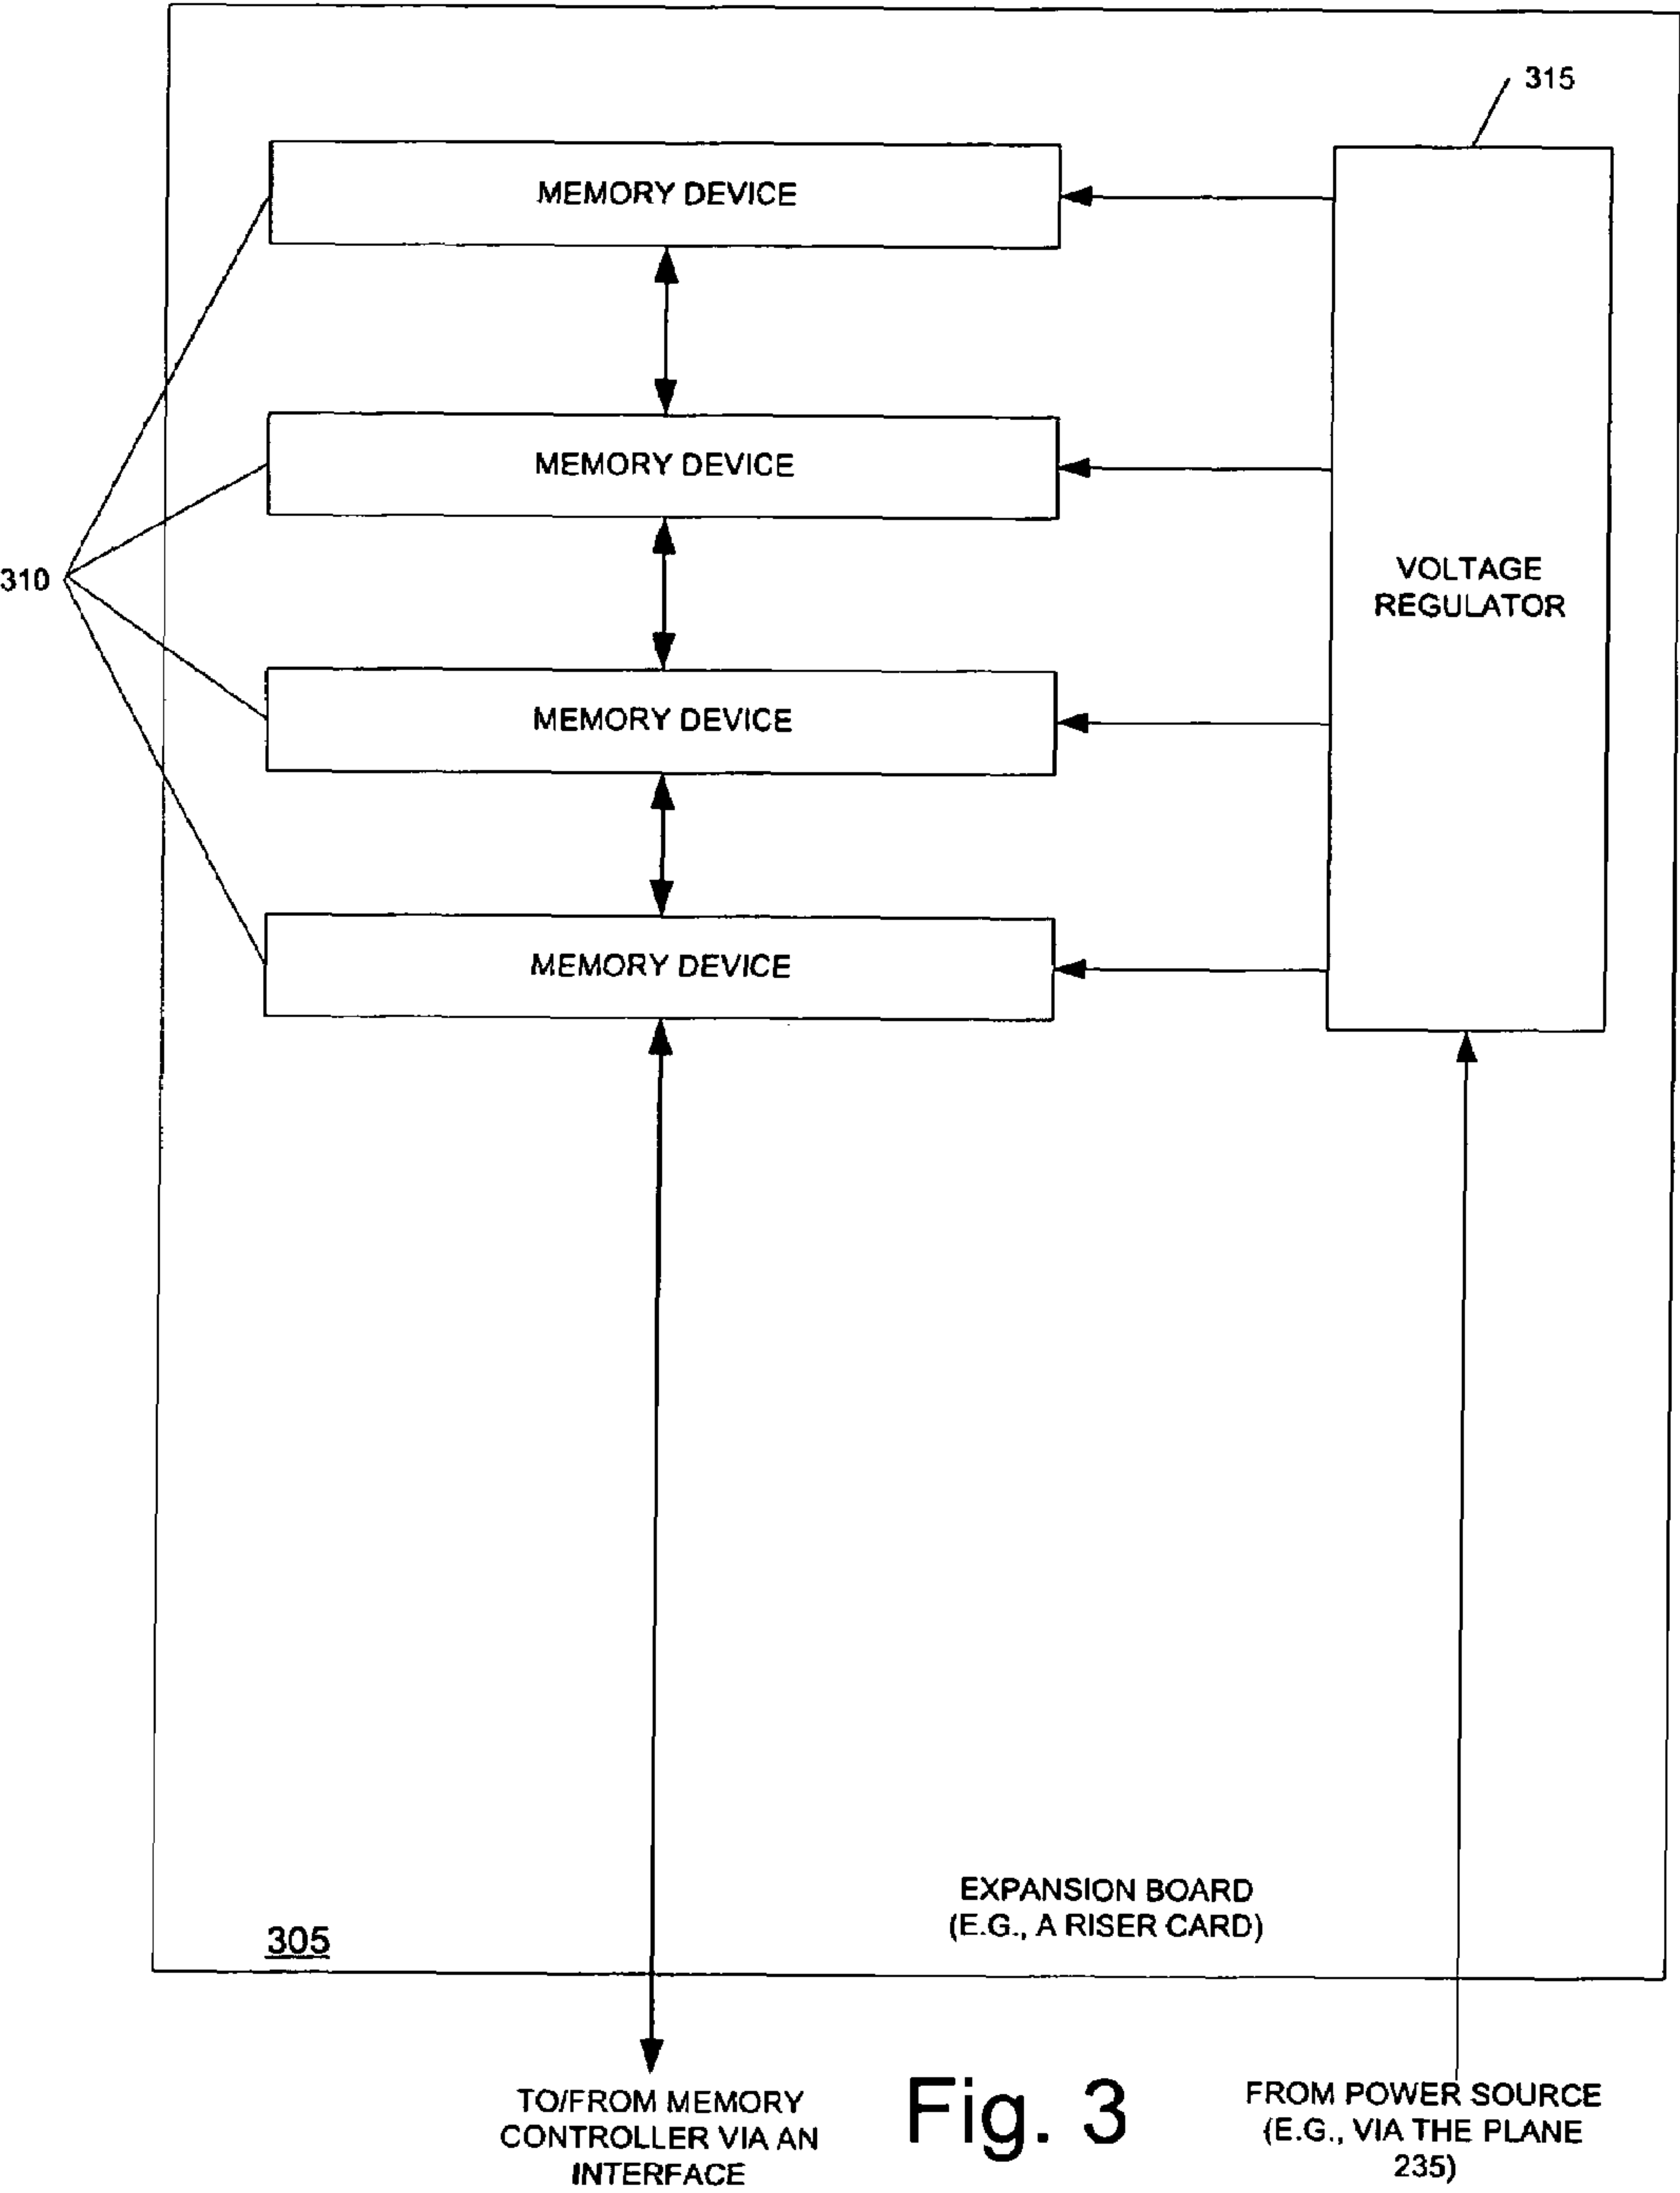 315
MEMORY DEVICE
MEMORY DEVICE
310
VOLTAGE
REGULATOR
MEMORY DEVICE
MEMORY DEVICE
EXPANSION BOARD
(E.G., A RISER CARD)
305
TO/FROM MEMORY
CONTROLLER VIA AN
INTERFACE
Fig. 3
FROM POWER SOURCE
(E.G., VIA THE PLANE
235)